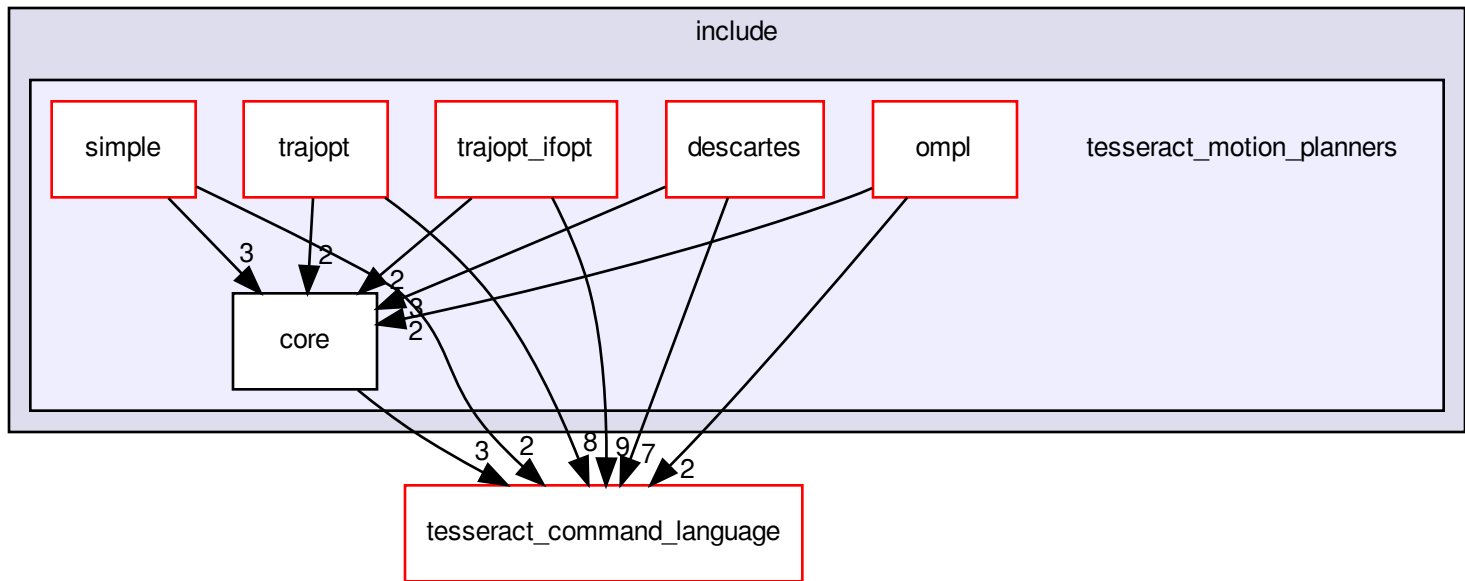 include
simple
trajopt
trajopt_ifopt
descartes
ompl
tesseract_motion_planners
3
2
2
3
2
core
3
2
8
9
7
2
tesseract_command_language